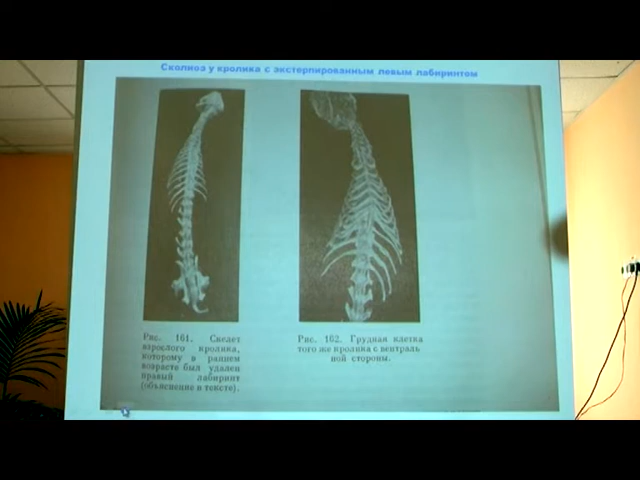 Сколиоз у кролика с экстерпированным левым лабиринтом
Рис. 161. Скелет
взрослого кролика,
которому в раннем
возрасте был удален
правый лабиринт
(объяснение в тексте).
Рис. 162. Грудная клетка
того же кролика с вентраль
ной стороны.